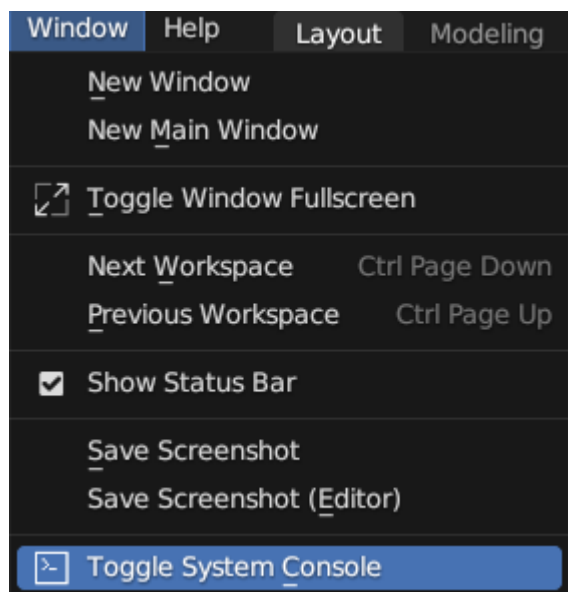 Window Help Layout Modeling
New Window
New Main Window
Toggle Window Fullscreen
Next Workspace Ctrl Page Down
Previous Workspace Ctrl Page Up
Show Status Bar
Save Screenshot
Save Screenshot (Editor)
Toggle System Console